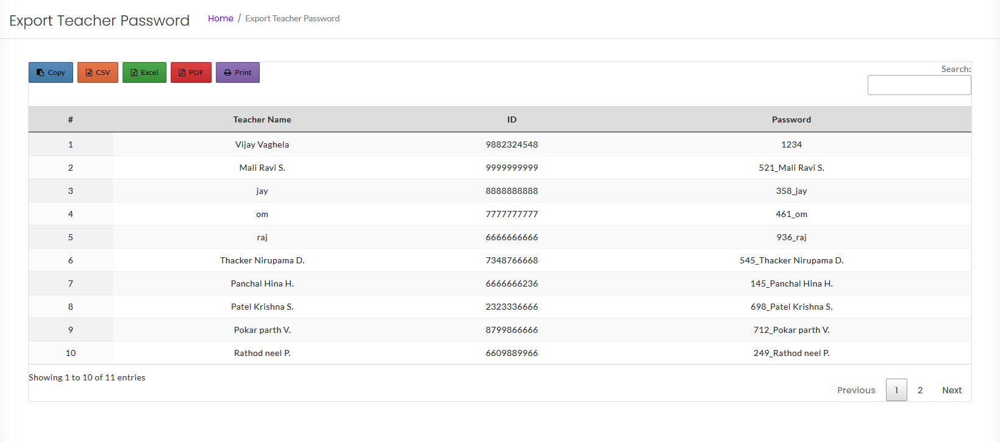 Export Teacher Password Home / Export Teacher Password
Copy CSV Excel PDF Print Search:
# Teacher Name ID Password
1 Vijay Vaghela 9882324548 1234
2 Mali Ravi S. 9999999999 521_Mali Ravi S.
3 jay 8888888888 358_jay
4 om 7777777777 461_om
5 raj 6666666666 936_raj
6 Thacker Nirupama D. 7348766668 545_Thacker Nirupama D.
7 Panchal Hina H. 6666666236 145_Panchal Hina H.
8 Patel Krishna S. 2323336666 698_Patel Krishna S.
9 Pokar parth V. 8799866666 712_Pokar parth V.
10 Rathod neel P. 6609889966 249_Rathod neel P.
Showing 1 to 10 of 11 entries
Previous 1 2 Next